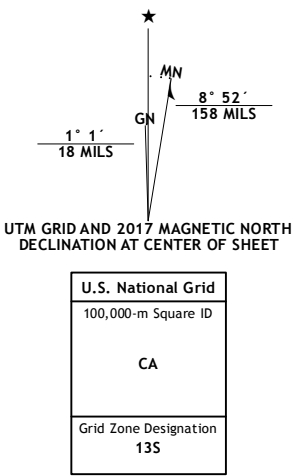 MN
8° 52´
158 MILS
GN
1° 1´
18 MILS
UTM GRID AND 2017 MAGNETIC NORTH
DECLINATION AT CENTER OF SHEET
U.S. National Grid
100,000-m Square ID
CA
Grid Zone Designation
13S